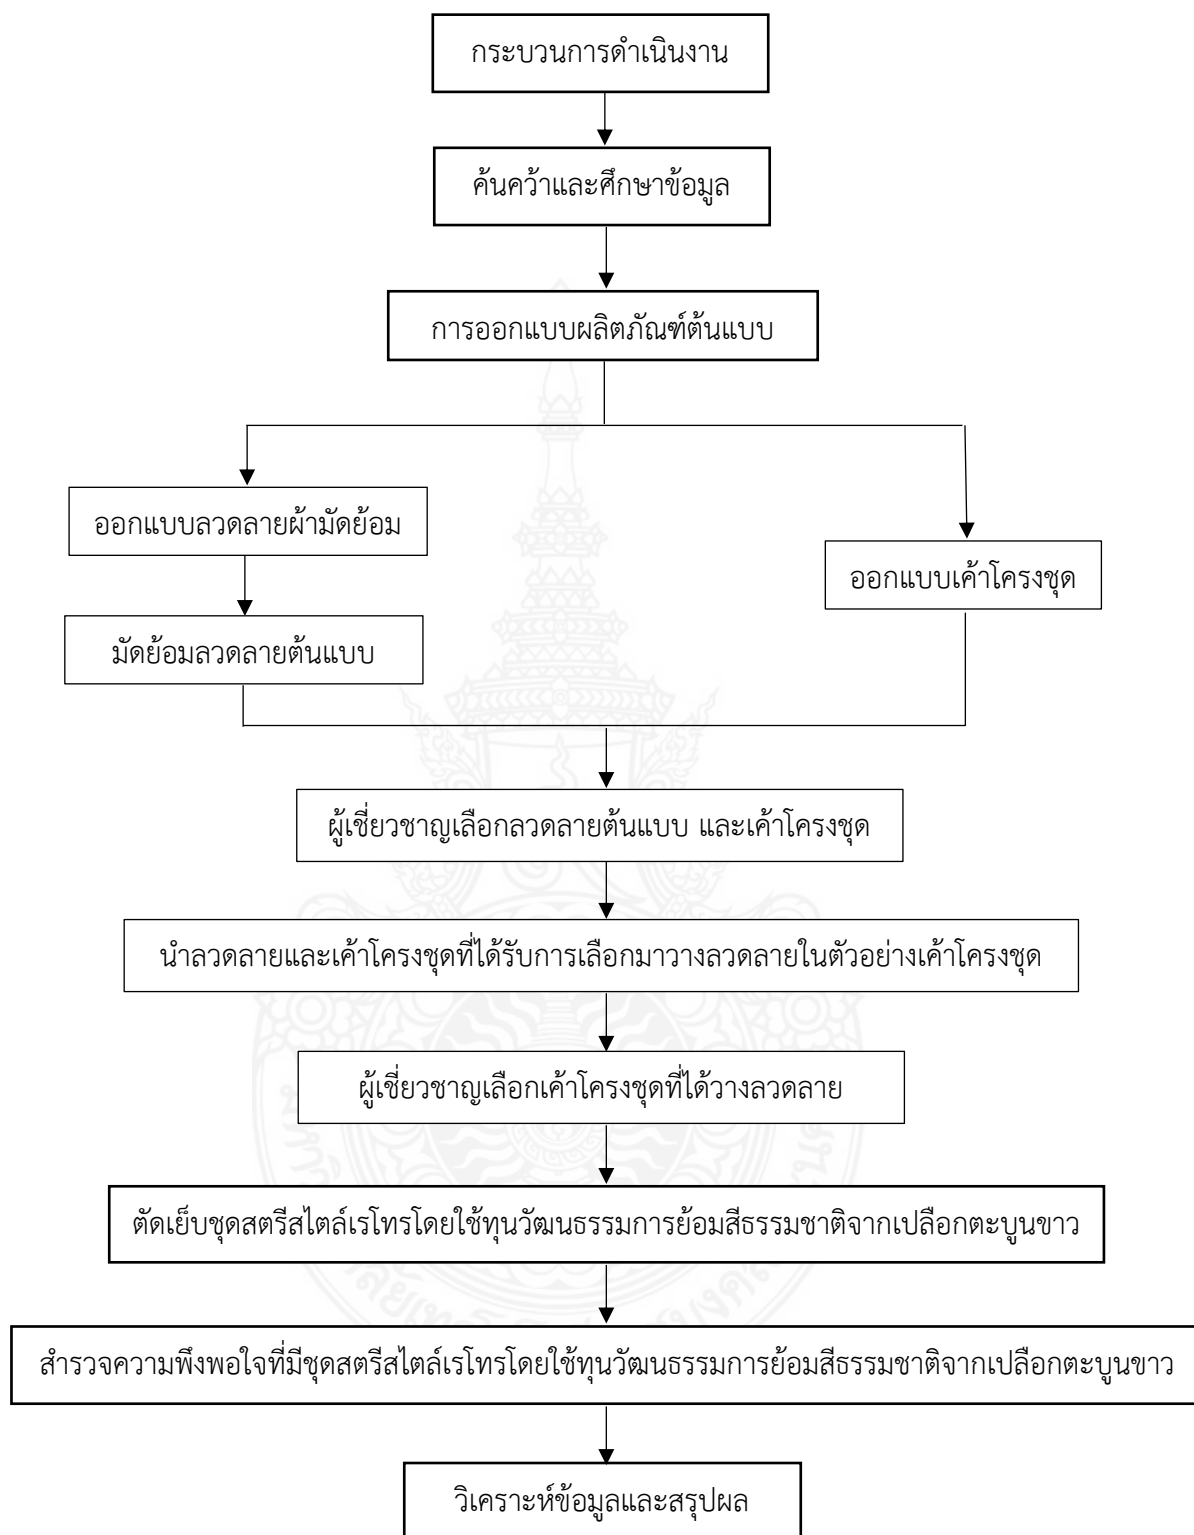 กระบวนการดำเนินงาน
ค้นคว้าและศึกษาข้อมูล
การออกแบบผลิตภัณฑ์ต้นแบบ
ออกแบบลวดลายผ้ามัดย้อม
ออกแบบเค้าโครงชุด
มัดย้อมลวดลายต้นแบบ
ผู้เชี่ยวชาญเลือกลวดลายต้นแบบ และเค้าโครงชุด
นำลวดลายและเค้าโครงชุดที่ได้รับการเลือกมาวางลวดลายในตัวอย่างเค้าโครงชุด
ผู้เชี่ยวชาญเลือกเค้าโครงชุดที่ได้วางลวดลาย
ตัดเย็บชุดสตรีสไตล์เรโทรโดยใช้ทุนวัฒนธรรมการย้อมสีธรรมชาติจากเปลือกตะบูนขาว
สำรวจความพึงพอใจที่มีชุดสตรีสไตล์เรโทรโดยใช้ทุนวัฒนธรรมการย้อมสีธรรมชาติจากเปลือกตะบูนขาว
วิเคราะห์ข้อมูลและสรุปผล